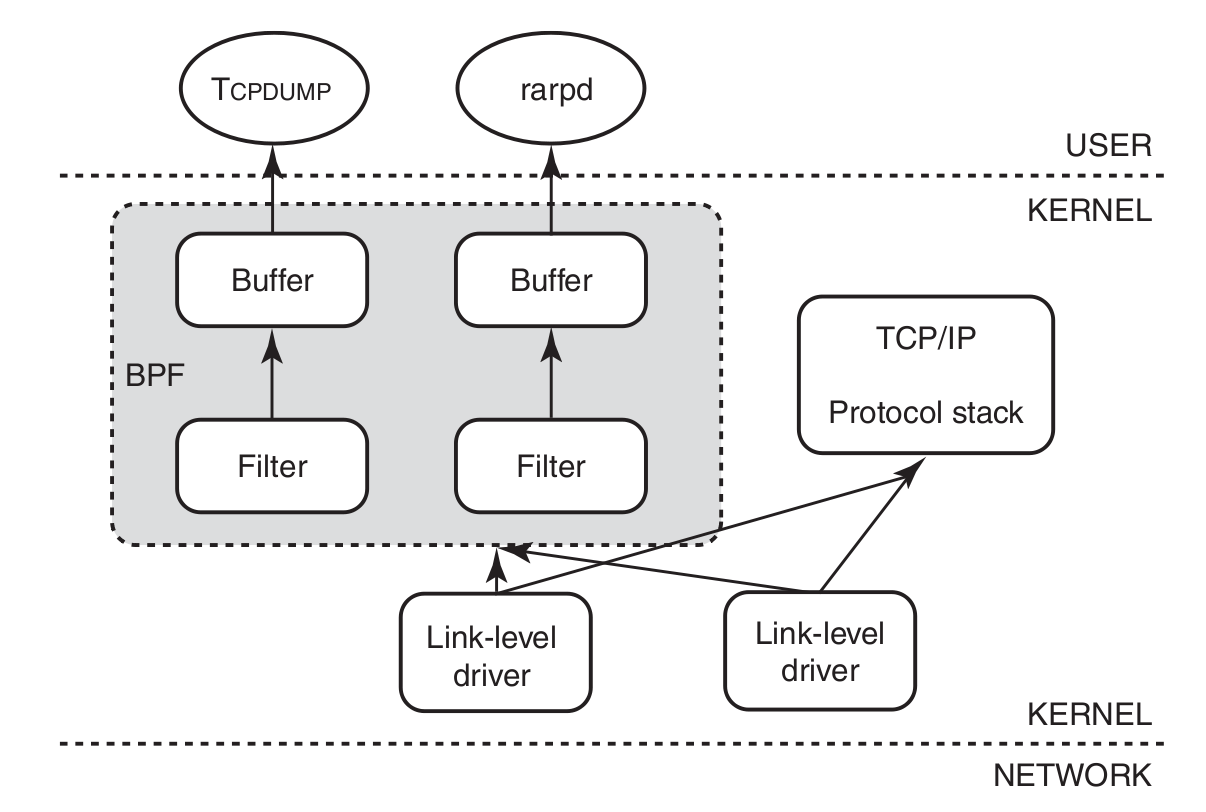 TCPDUMP
rarpd
USER
KERNEL
Buffer
Buffer
TCP/IP
Protocol stack
BPF
Filter
Filter
Link-level
driver
Link-level
driver
KERNEL
NETWORK